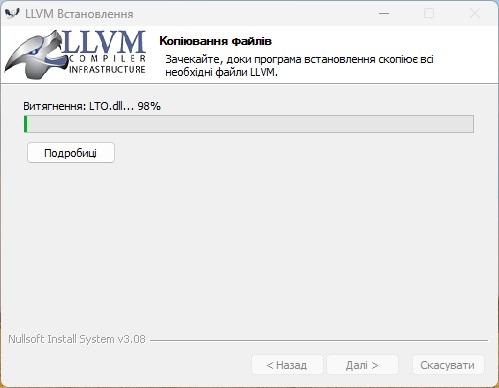 LLVM Встановлення
LLVM
COMPILER
INFRASTRUCTURE
Копіювання файлів
Зачекайте, доки програма встановлення скопіює всі
необхідні файли LLVM.
Витягнення: LTO.dll... 98%
Подробиці
Nullsoft Install System v3.08
< Назад
Далі >
Скасувати